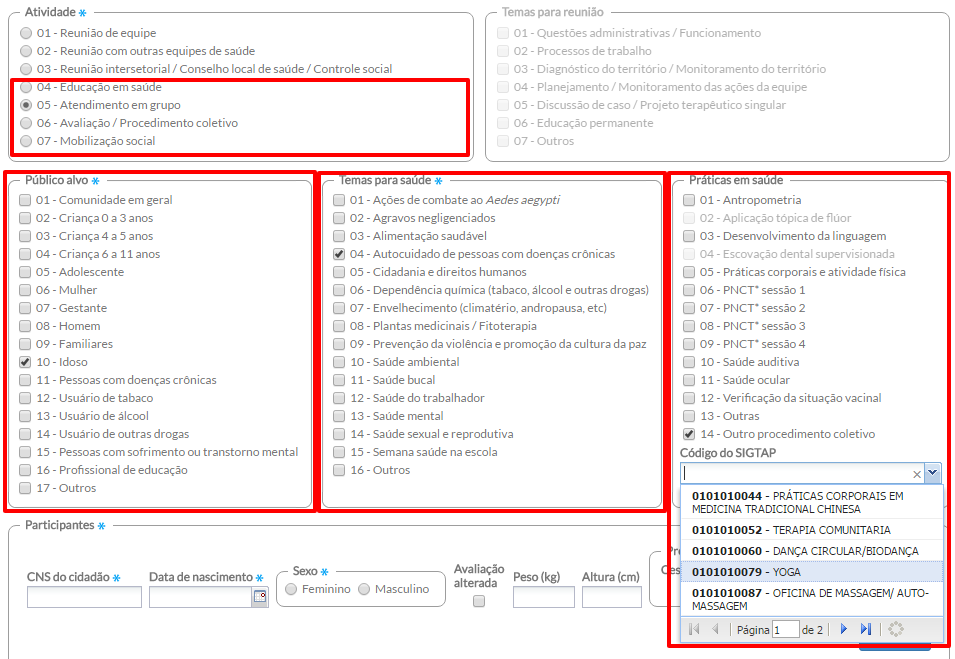 Atividade *
01 - Reunião de equipe
02 - Reunião com outras equipes de saúde
03 - Reunião intersetorial / Conselho local de saúde / Controle social
04 - Educação em saúde
05 - Atendimento em grupo
06 - Avaliação / Procedimento coletivo
07 - Mobilização social
Temas para reunião
01 - Questões administrativas / Funcionamento
02 - Processos de trabalho
03 - Diagnóstico do território / Monitoramento do território
04 - Planejamento / Monitoramento das ações da equipe
05 - Discussão de caso / Projeto terapêutico singular
06 - Educação permanente
07 - Outros
Público alvo *
01 - Comunidade em geral
02 - Criança 0 a 3 anos
03 - Criança 4 a 5 anos
04 - Criança 6 a 11 anos
05 - Adolescente
06 - Mulher
07 - Gestante
08 - Homem
09 - Familiares
10 - Idoso
11 - Pessoas com doenças crônicas
12 - Usuário de tabaco
13 - Usuário de álcool
14 - Usuário de outras drogas
15 - Pessoas com sofrimento ou transtorno mental
16 - Profissional de educação
17 - Outros
Temas para saúde *
01 - Ações de combate ao Aedes aegypti
02 - Agravos negligenciados
03 - Alimentação saudável
04 - Autocuidado de pessoas com doenças crônicas
05 - Cidadania e direitos humanos
06 - Dependência química (tabaco, álcool e outras drogas)
07 - Envelhecimento (climatério, andropausa, etc)
08 - Plantas medicinais / Fitoterapia
09 - Prevenção da violência e promoção da cultura da paz
10 - Saúde ambiental
11 - Saúde bucal
12 - Saúde do trabalhador
13 - Saúde mental
14 - Saúde sexual e reprodutiva
15 - Semana saúde na escola
16 - Outros
Práticas em saúde
01 - Antropometria
02 - Aplicação tópica de flúor
03 - Desenvolvimento da linguagem
04 - Escovação dental supervisionada
05 - Práticas corporais e atividade física
06 - PNCT* sessão 1
07 - PNCT* sessão 2
08 - PNCT* sessão 3
09 - PNCT* sessão 4
10 - Saúde auditiva
11 - Saúde ocular
12 - Verificação da situação vacinal
13 - Outras
14 - Outro procedimento coletivo
Código do SIGTAP
0101010044 - PRÁTICAS CORPORAIS EM
MEDICINA TRADICIONAL CHINESA
0101010052 - TERAPIA COMUNITARIA
0101010060 - DANÇA CIRCULAR/BIODANÇA
0101010079 - YOGA
0101010087 - OFICINA DE MASSAGEM/ AUTO-
MASSAGEM
Página 1 de 2
Participantes *
CNS do cidadão *
Data de nascimento *
Sexo *
Feminino
Masculino
Avaliação
alterada
Peso (kg)
Altura (cm)